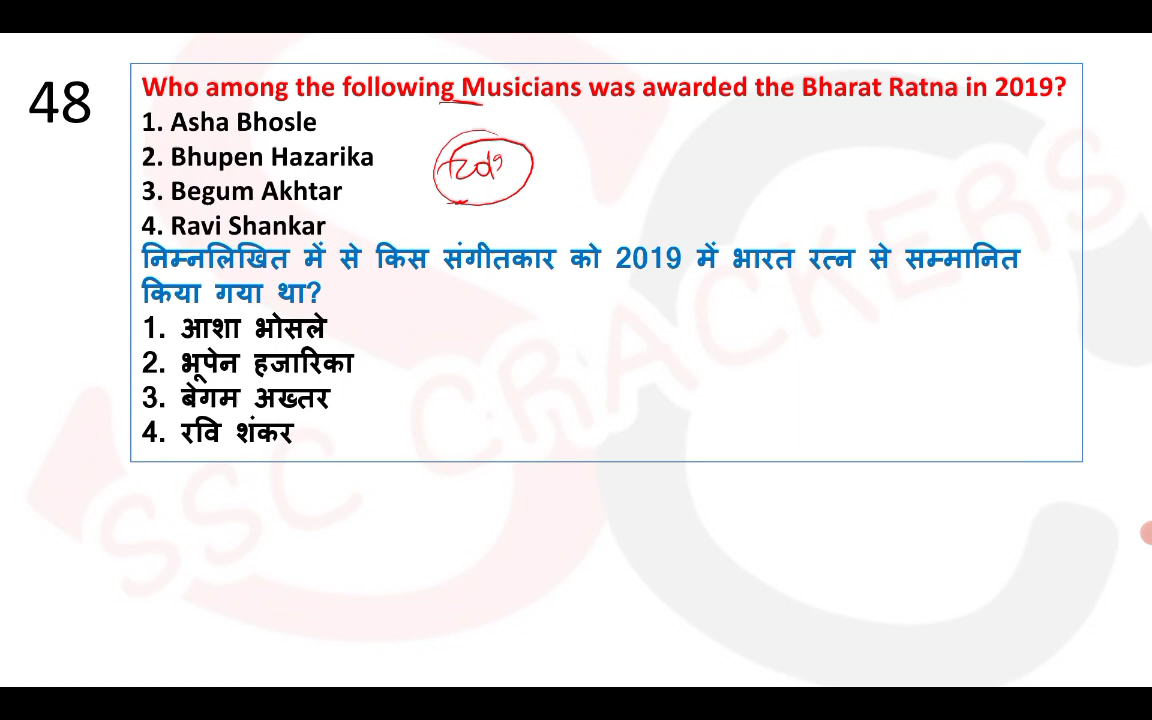 48
Who among the following Musicians was awarded the Bharat Ratna in 2019?
1. Asha Bhosle
2. Bhupen Hazarika
3. Begum Akhtar
4. Ravi Shankar
निम्नलिखित में से किस संगीतकार को 2019 में भारत रत्न से सम्मानित
किया गया था?
1. आशा भोसले
2. भूपेन हजारिका
3. बेगम अख्तर
4. रवि शंकर
SSC CRACKERS